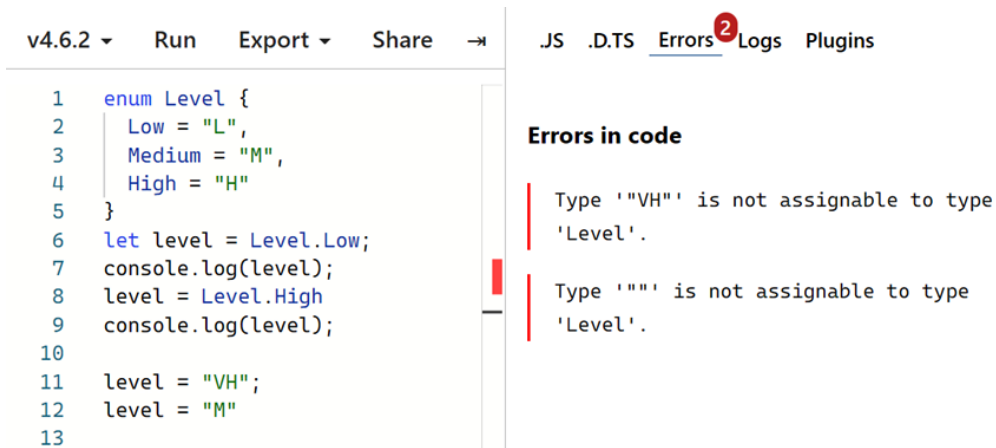 v4.6.2 Run Export Share
.JS .D.TS Errors 2 Logs Plugins
1 enum Level {
2 Low = "L",
3 Medium = "M",
4 High = "H"
5 }
6 let level = Level.Low;
7 console.log(level);
8 level = Level.High
9 console.log(level);
10
11 level = "VH";
12 level = "M"
13
Errors in code
Type '"VH"' is not assignable to type
'Level'.
Type '""' is not assignable to type
'Level'.